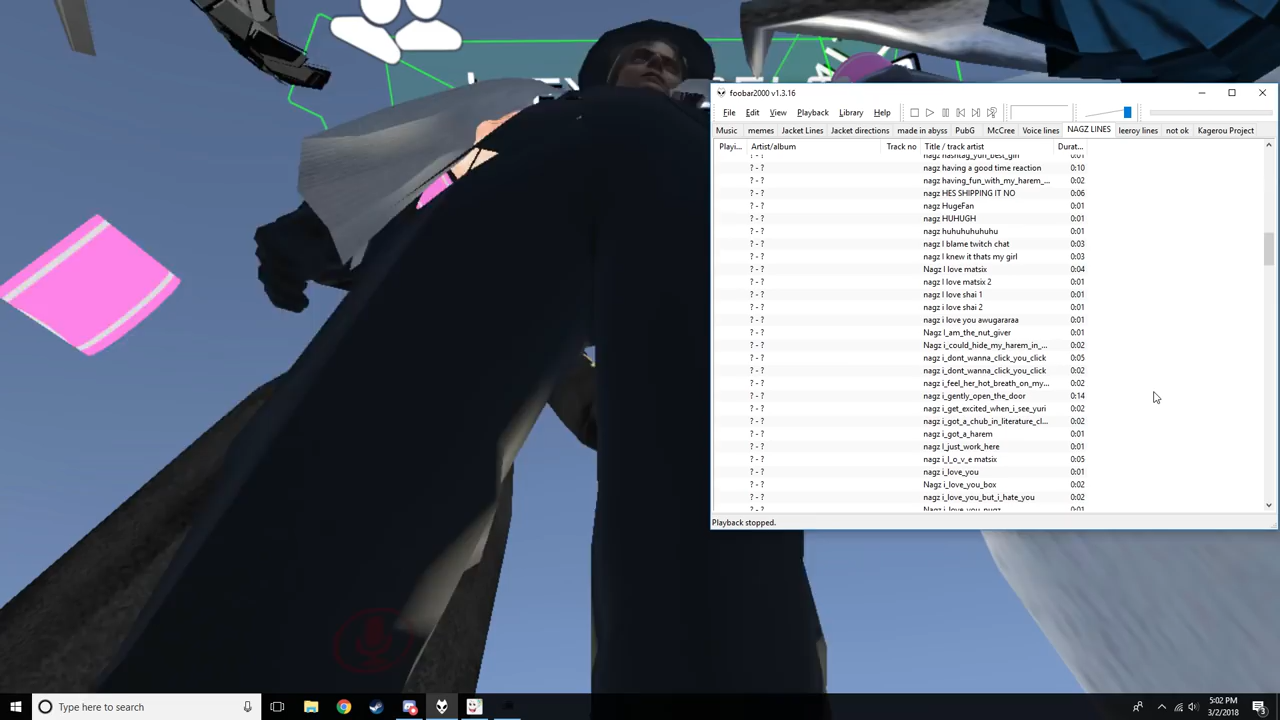 foobar2000 v1.3.16
File Edit View Playback Library Help
Music memes Jacket Lines Jacket directions made in abyss PubG McCree Voice lines NAGZ LINES leeroy lines not ok Kagerou Project
Playi... Artist/album Track no Title / track artist Durat...
? - ? nagz hashtag_yuri_best_girl 0:01
? - ? nagz having a good time reaction 0:10
? - ? nagz having_fun_with_my_harem_... 0:02
? - ? nagz HES SHIPPING IT NO 0:06
? - ? nagz HugeFan 0:01
? - ? nagz HUHUGH 0:01
? - ? nagz huhuhuhuhuhu 0:01
? - ? nagz I blame twitch chat 0:03
? - ? nagz I knew it thats my girl 0:03
? - ? Nagz I love matsix 0:04
? - ? nagz I love matsix 2 0:01
? - ? nagz i love shai 1 0:01
? - ? nagz i love shai 2 0:01
? - ? nagz i love you awugararaa 0:01
? - ? Nagz I_am_the_nut_giver 0:01
? - ? Nagz i_could_hide_my_harem_in_... 0:02
? - ? nagz i_dont_wanna_click_you_click 0:05
? - ? nagz i_dont_wanna_click_you_click 0:02
? - ? nagz i_feel_her_hot_breath_on_my... 0:02
? - ? nagz i_gently_open_the_door 0:14
? - ? nagz i_get_excited_when_i_see_yuri 0:02
? - ? nagz i_got_a_chub_in_literature_cl... 0:02
? - ? nagz i_got_a_harem 0:01
? - ? nagz I_just_work_here 0:01
? - ? nagz i_l_o_v_e matsix 0:05
? - ? nagz i_love_you 0:01
? - ? Nagz i_love_you_box 0:02
? - ? nagz i_love_you_but_i_hate_you 0:02
? - ? Nagz i_love_you_nugz 0:01
Playback stopped.
Type here to search
5:02 PM
3/2/2018
3